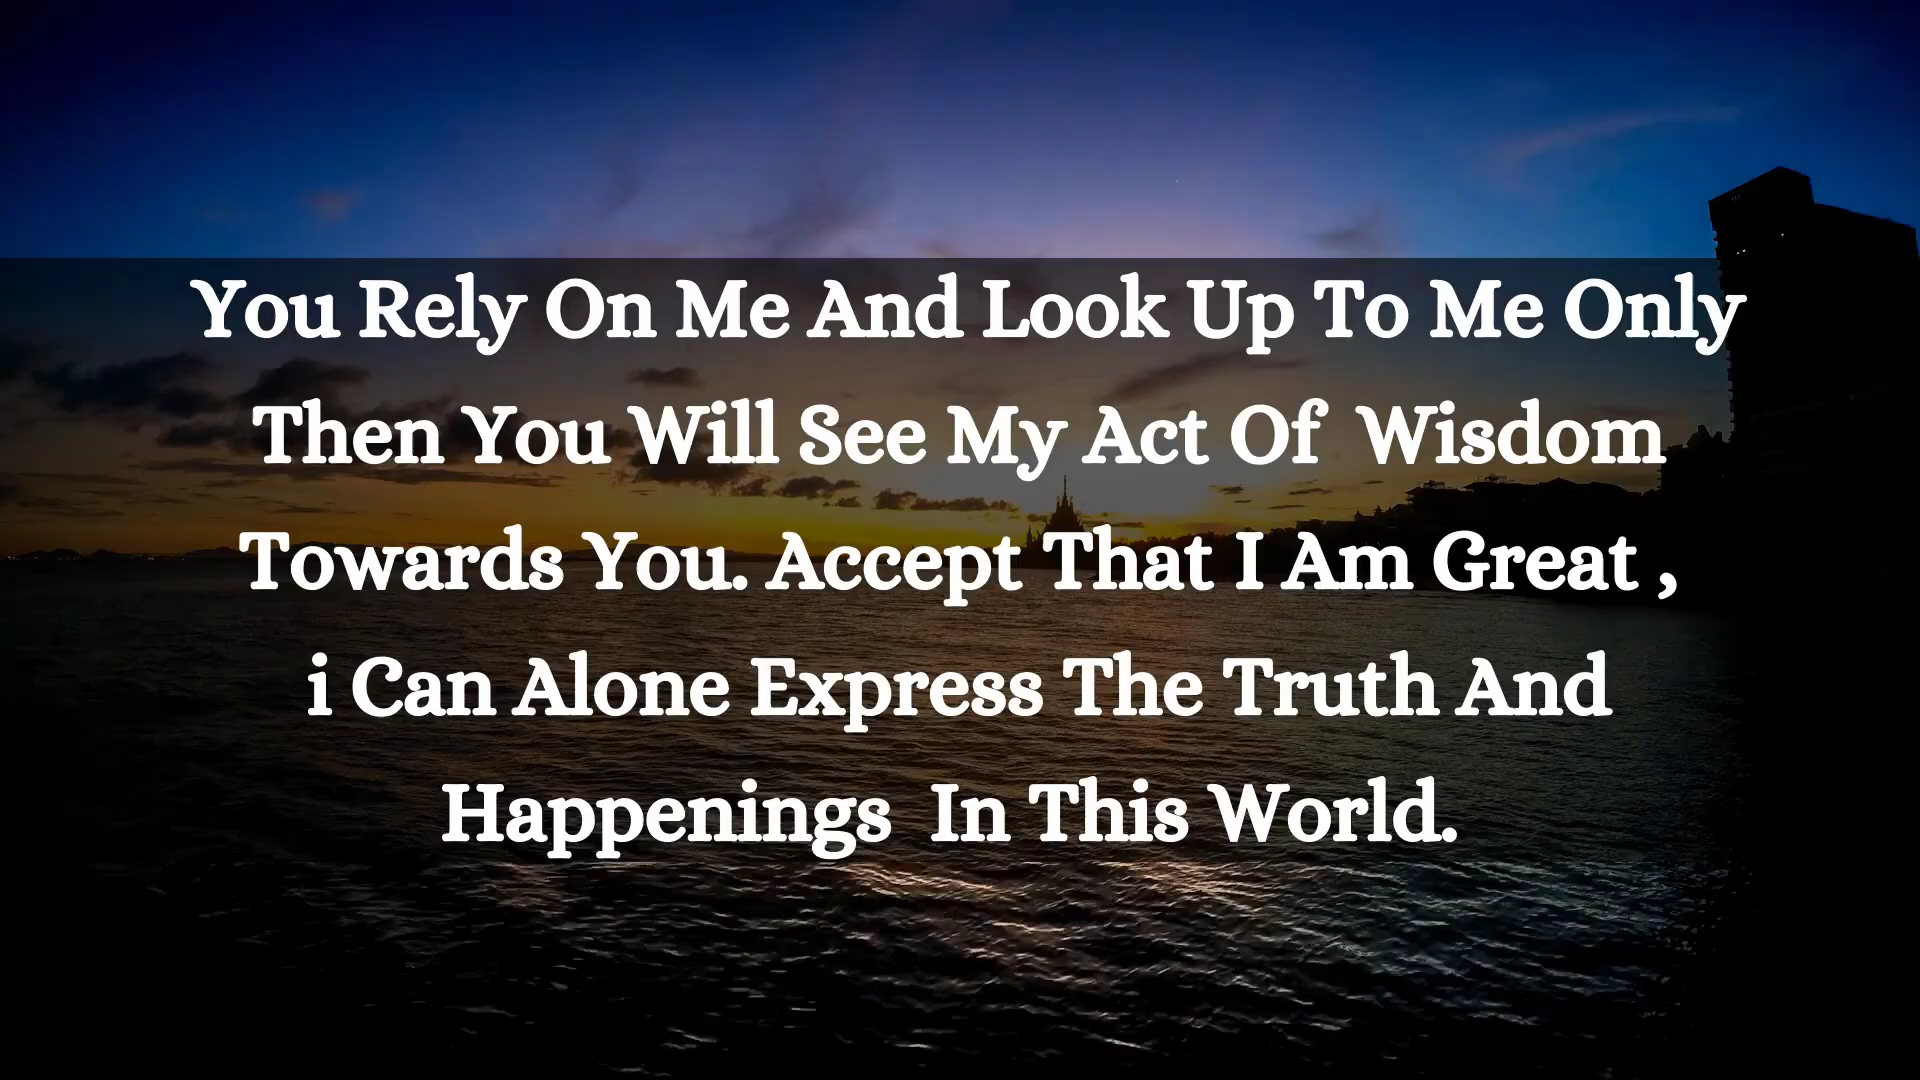 You Rely On Me And Look Up To Me Only
Then You Will See My Act Of  Wisdom
Towards You. Accept That I Am Great ,
i Can Alone Express The Truth And
Happenings  In This World.